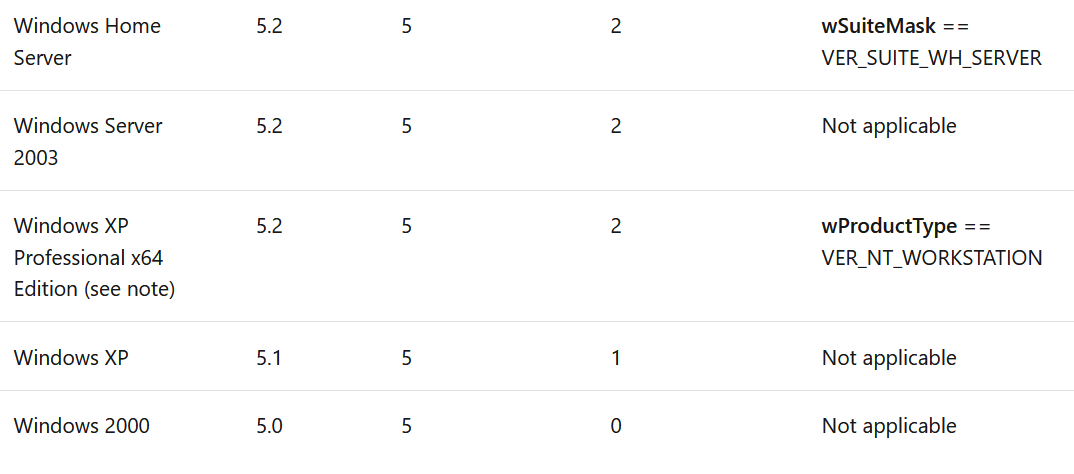 Windows Home 5.2 5 2 wSuiteMask ==
Server VER_SUITE_WH_SERVER
Windows Server 5.2 5 2 Not applicable
2003
Windows XP 5.2 5 2 wProductType ==
Professional x64 VER_NT_WORKSTATION
Edition (see note)
Windows XP 5.1 5 1 Not applicable
Windows 2000 5.0 5 0 Not applicable